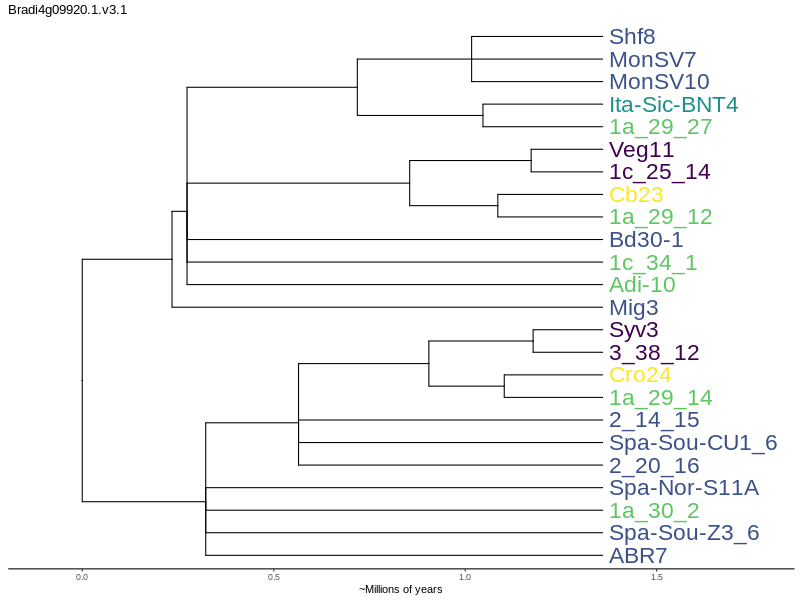 Bradi4g09920.1.v3.1
Shf8
MonSV7
MonSV10
Ita-Sic-BNT4
1a_29_27
Veg11
1c_25_14
Cb23
1a_29_12
Bd30-1
1c_34_1
Adi-10
Mig3
Syv3
3_38_12
Cro24
1a_29_14
2_14_15
Spa-Sou-CU1_6
2_20_16
Spa-Nor-S11A
1a_30_2
Spa-Sou-Z3_6
ABR7
0.0 0.5 1.0 1.5
~Millions of years